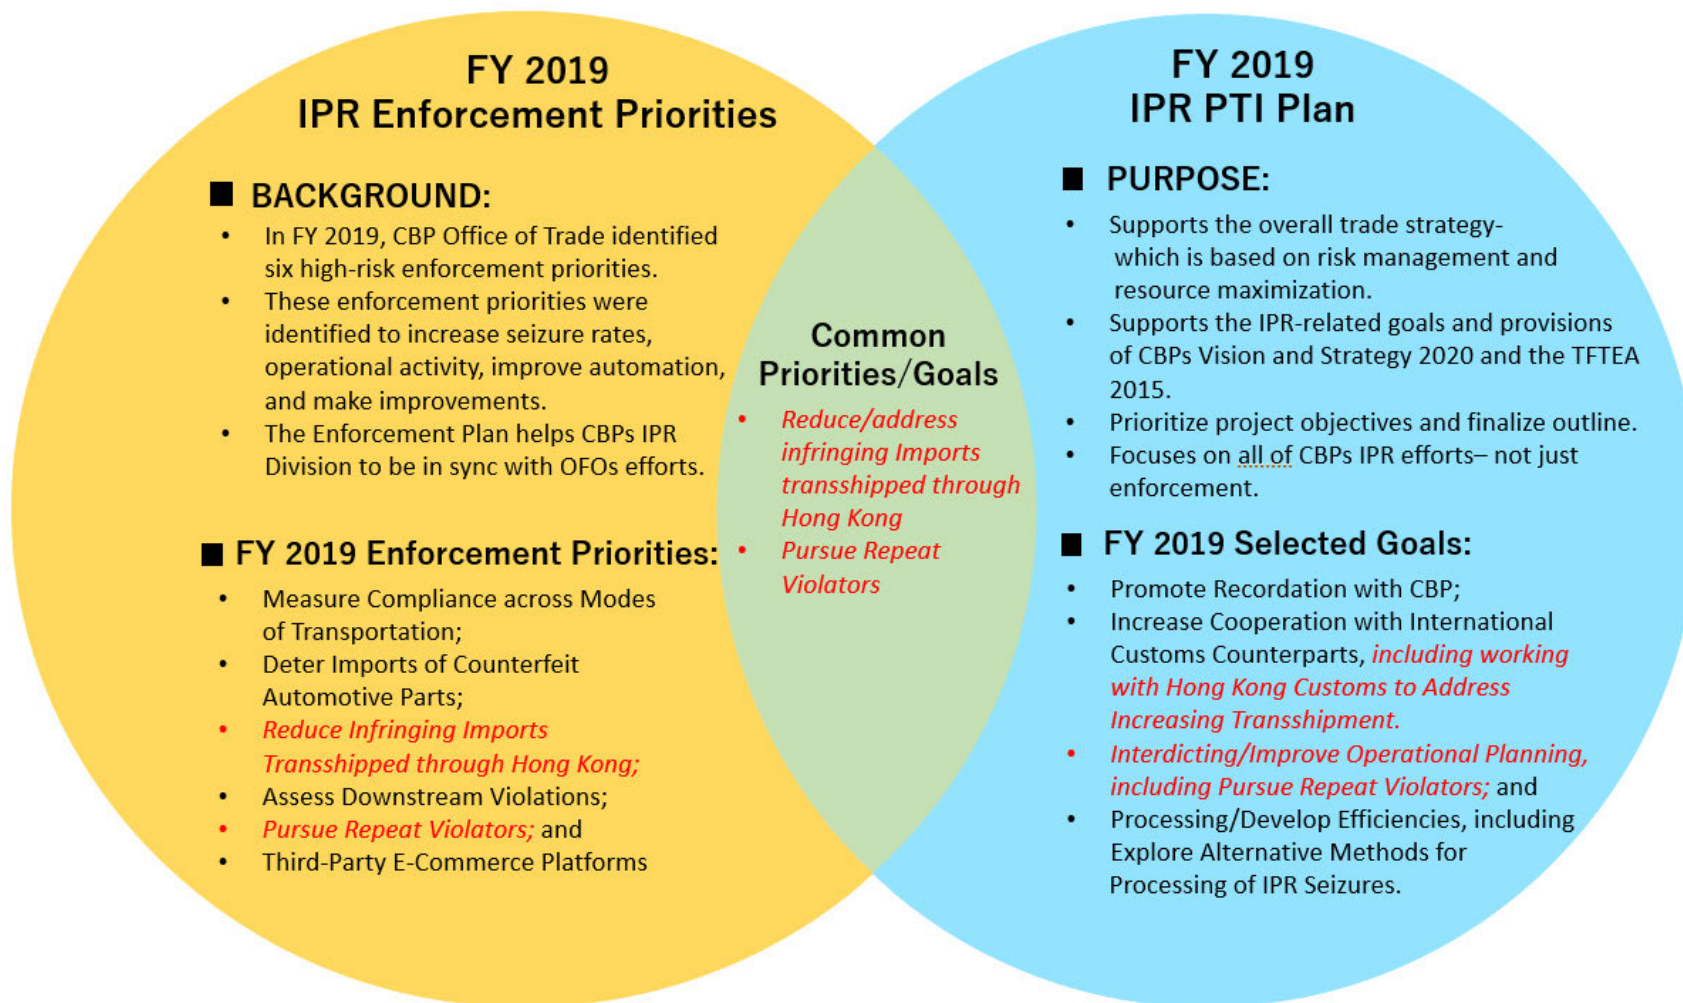 FY 2019
IPR Enforcement Priorities
■ BACKGROUND:
• In FY 2019, CBP Office of Trade identified
six high-risk enforcement priorities.
• These enforcement priorities were
identified to increase seizure rates,
operational activity, improve automation,
and make improvements.
• The Enforcement Plan helps CBPs IPR
Division to be in sync with OFOs efforts.
■ FY 2019 Enforcement Priorities:
• Measure Compliance across Modes
of Transportation;
• Deter Imports of Counterfeit
Automotive Parts;
• Reduce Infringing Imports
Transshipped through Hong Kong;
• Assess Downstream Violations;
• Pursue Repeat Violators; and
• Third-Party E-Commerce Platforms
Common
Priorities/Goals
• Reduce/address
infringing Imports
transshipped through
Hong Kong
• Pursue Repeat
Violators
FY 2019
IPR PTI Plan
■ PURPOSE:
• Supports the overall trade strategy-
which is based on risk management and
resource maximization.
• Supports the IPR-related goals and provisions
of CBPs Vision and Strategy 2020 and the TFTEA
2015.
• Prioritize project objectives and finalize outline.
• Focuses on all of CBPs IPR efforts– not just
enforcement.
■ FY 2019 Selected Goals:
• Promote Recordation with CBP;
• Increase Cooperation with International
Customs Counterparts, including working
with Hong Kong Customs to Address
Increasing Transshipment.
• Interdicting/Improve Operational Planning,
including Pursue Repeat Violators; and
• Processing/Develop Efficiencies, including
Explore Alternative Methods for
Processing of IPR Seizures.